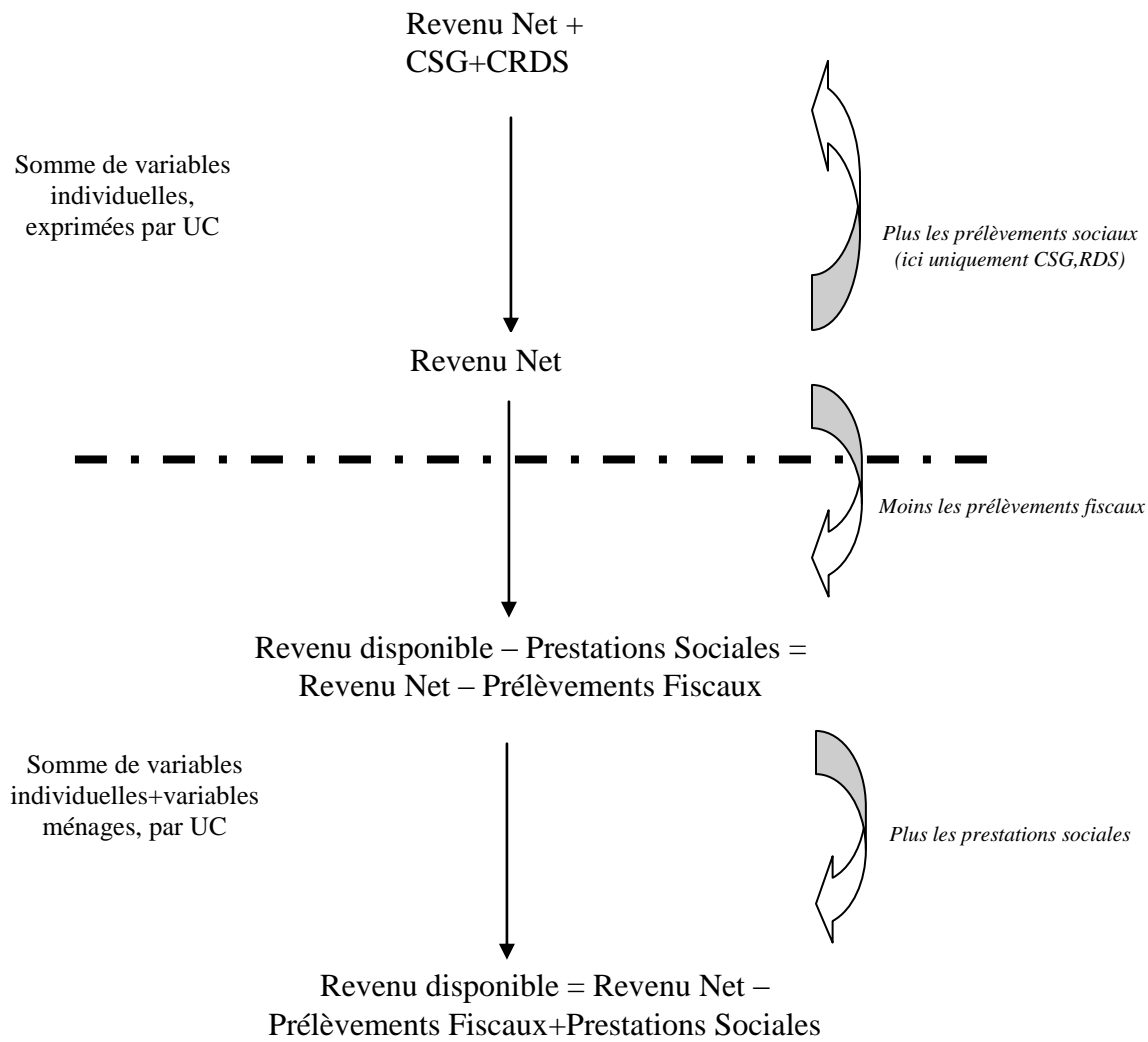 Revenu Net +
CSG+CRDS
Somme de variables
individuelles,
exprimées par UC
Plus les prélèvements sociaux
(ici uniquement CSG,RDS)
Revenu Net
Moins les prélèvements fiscaux
Revenu disponible – Prestations Sociales =
Revenu Net – Prélèvements Fiscaux
Somme de variables
individuelles+variables
ménages, par UC
Plus les prestations sociales
Revenu disponible = Revenu Net –
Prélèvements Fiscaux+Prestations Sociales